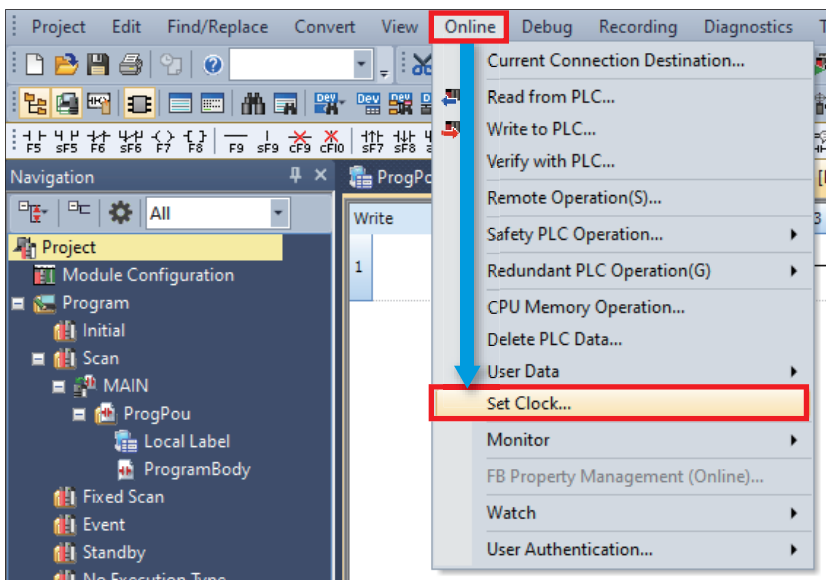 Project Edit Find/Replace Convert View Online Debug Recording Diagnostics
F5 sF5 F6 sF6 F7 F8 F9 sF9 cF9 cF10 sF7 sF8
Navigation
All
Project
Module Configuration
Program
Initial
Scan
MAIN
ProgPou
Local Label
ProgramBody
Fixed Scan
Event
Standby
No Execution Type
Write
1
Current Connection Destination...
Read from PLC...
Write to PLC...
Verify with PLC...
Remote Operation(S)...
Safety PLC Operation...
Redundant PLC Operation(G)
CPU Memory Operation...
Delete PLC Data...
User Data
Set Clock...
Monitor
FB Property Management (Online)...
Watch
User Authentication...